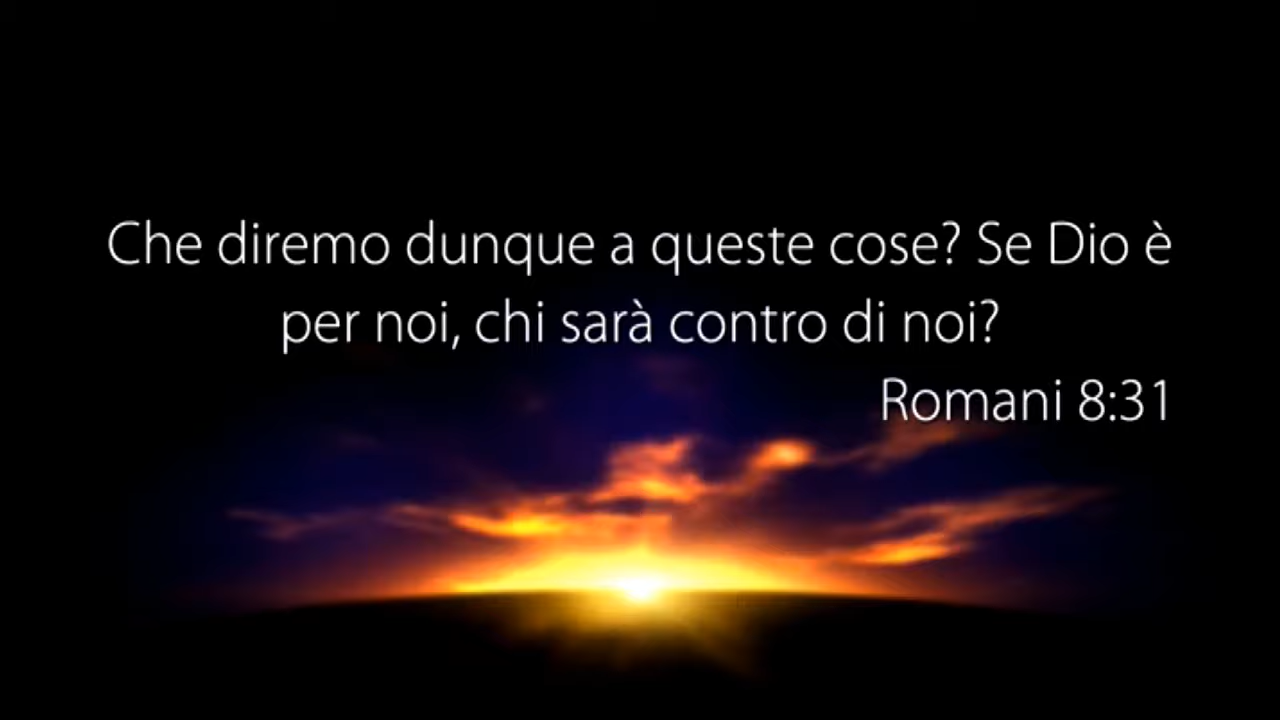 Che diremo dunque a queste cose? Se Dio è
per noi, chi sarà contro di noi?
Romani 8:31